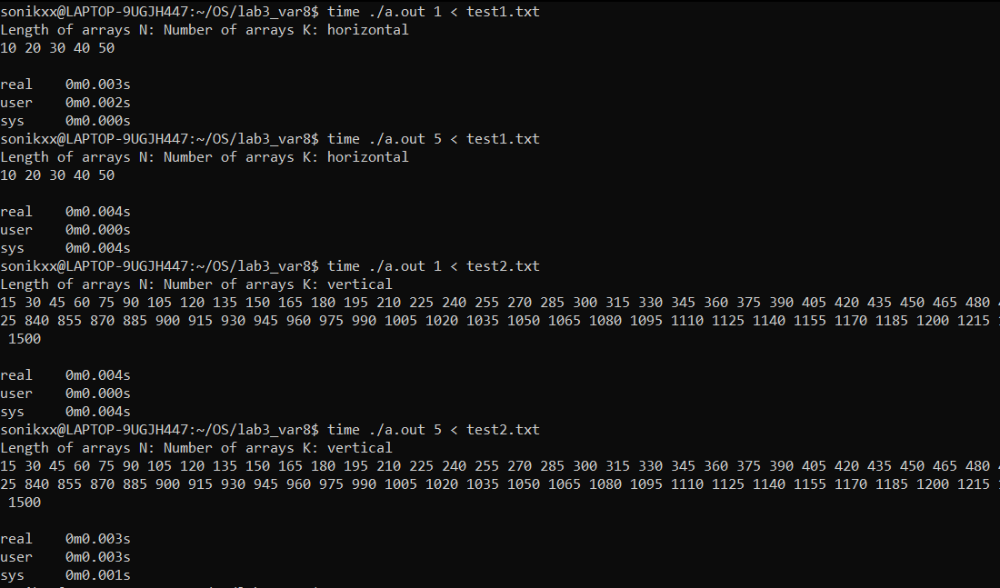 sonikxx@LAPTOP-9UGJH447:~/OS/lab3_var8$ time ./a.out 1 < test1.txt
Length of arrays N: Number of arrays K: horizontal
10 20 30 40 50
real    0m0.003s
user    0m0.002s
sys     0m0.000s
sonikxx@LAPTOP-9UGJH447:~/OS/lab3_var8$ time ./a.out 5 < test1.txt
Length of arrays N: Number of arrays K: horizontal
10 20 30 40 50
real    0m0.004s
user    0m0.000s
sys     0m0.004s
sonikxx@LAPTOP-9UGJH447:~/OS/lab3_var8$ time ./a.out 1 < test2.txt
Length of arrays N: Number of arrays K: vertical
15 30 45 60 75 90 105 120 135 150 165 180 195 210 225 240 255 270 285 300 315 330 345 360 375 390 405 420 435 450 465 480
25 840 855 870 885 900 915 930 945 960 975 990 1005 1020 1035 1050 1065 1080 1095 1110 1125 1140 1155 1170 1185 1200 1215
1500
real    0m0.004s
user    0m0.000s
sys     0m0.004s
sonikxx@LAPTOP-9UGJH447:~/OS/lab3_var8$ time ./a.out 5 < test2.txt
Length of arrays N: Number of arrays K: vertical
15 30 45 60 75 90 105 120 135 150 165 180 195 210 225 240 255 270 285 300 315 330 345 360 375 390 405 420 435 450 465 480
25 840 855 870 885 900 915 930 945 960 975 990 1005 1020 1035 1050 1065 1080 1095 1110 1125 1140 1155 1170 1185 1200 1215
1500
real    0m0.003s
user    0m0.003s
sys     0m0.001s